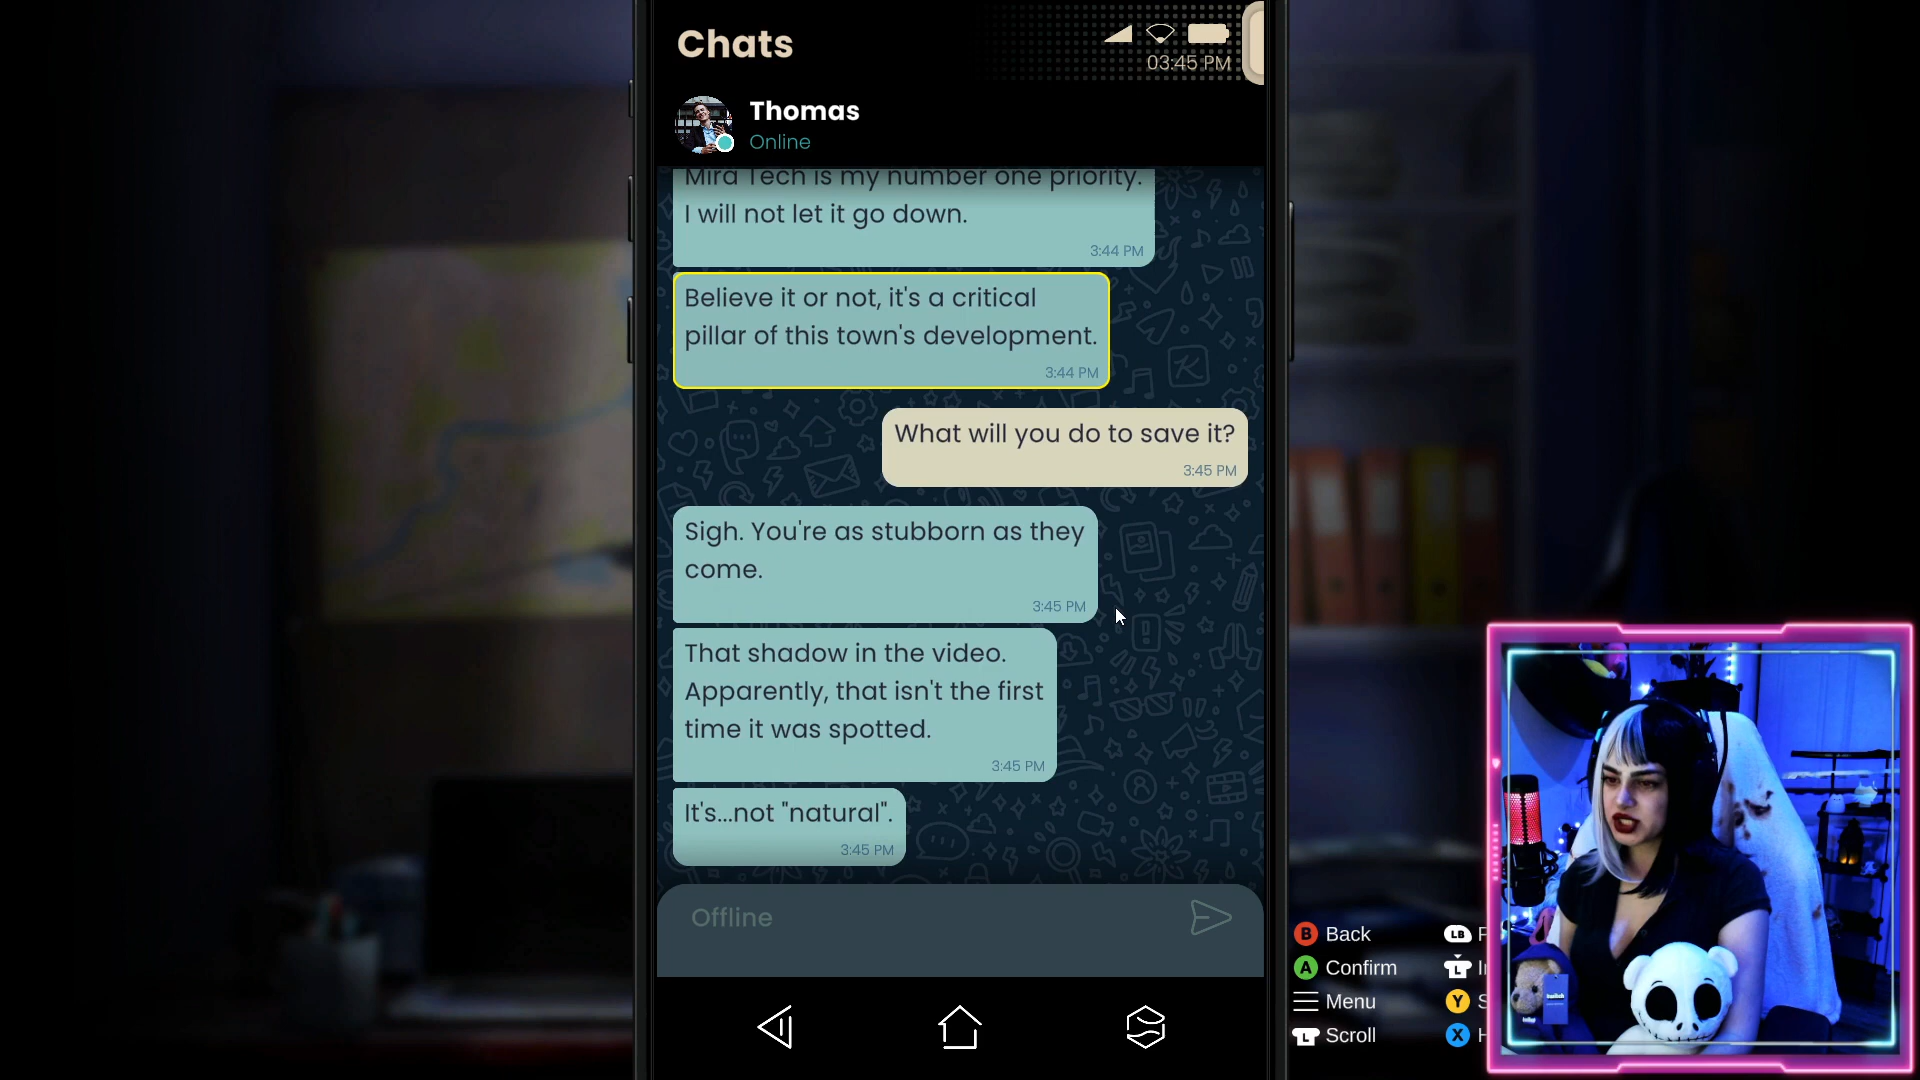 Chats
03:45 PM
Thomas
Online
Mira Tech is my number one priority.
I will not let it go down.
3:44 PM
Believe it or not, it's a critical
pillar of this town's development.
3:44 PM
What will you do to save it?
3:45 PM
Sigh. You're as stubborn as they
come.
3:45 PM
That shadow in the video.
Apparently, that isn't the first
time it was spotted.
3:45 PM
It's...not "natural".
3:45 PM
Offline
B Back
LB
A Confirm
L
Menu
Y
L Scroll
X